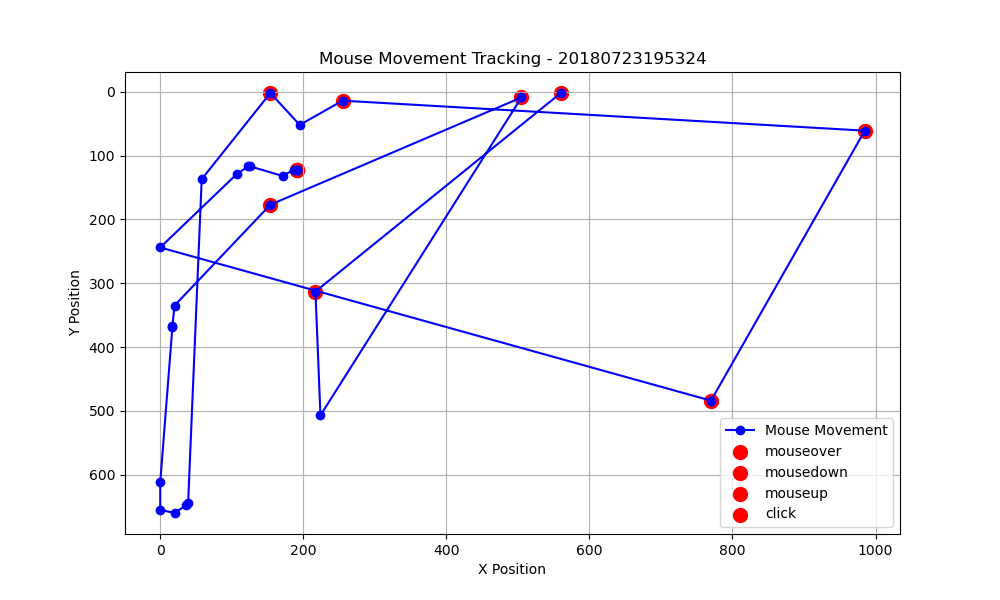 Mouse Movement Tracking - 20180723195324
0
100
200
300
400
500
600
Y Position
0
200
400
600
800
1000
X Position
Mouse Movement
mouseover
mousedown
mouseup
click